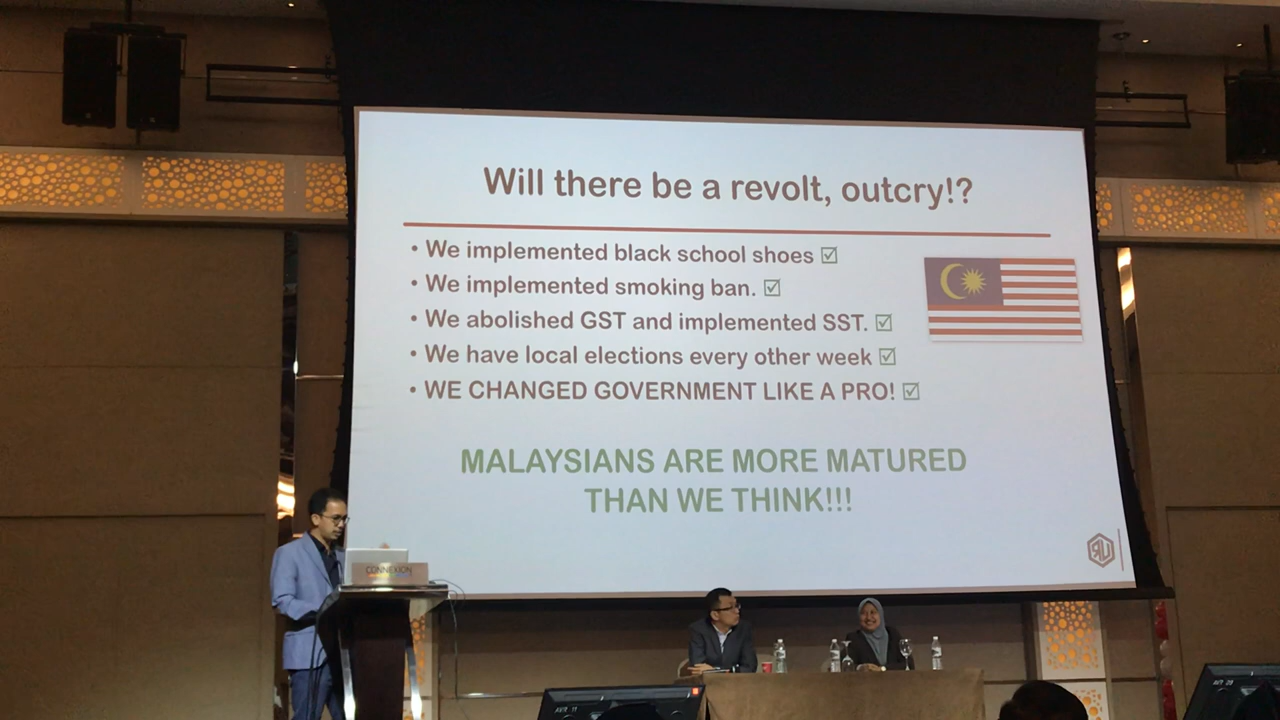 Will there be a revolt, outcry!?
• We implemented black school shoes ☑
• We implemented smoking ban. ☑
• We abolished GST and implemented SST. ☑
• We have local elections every other week ☑
• WE CHANGED GOVERNMENT LIKE A PRO! ☑
MALAYSIANS ARE MORE MATURED
THAN WE THINK!!!
CONNEXION